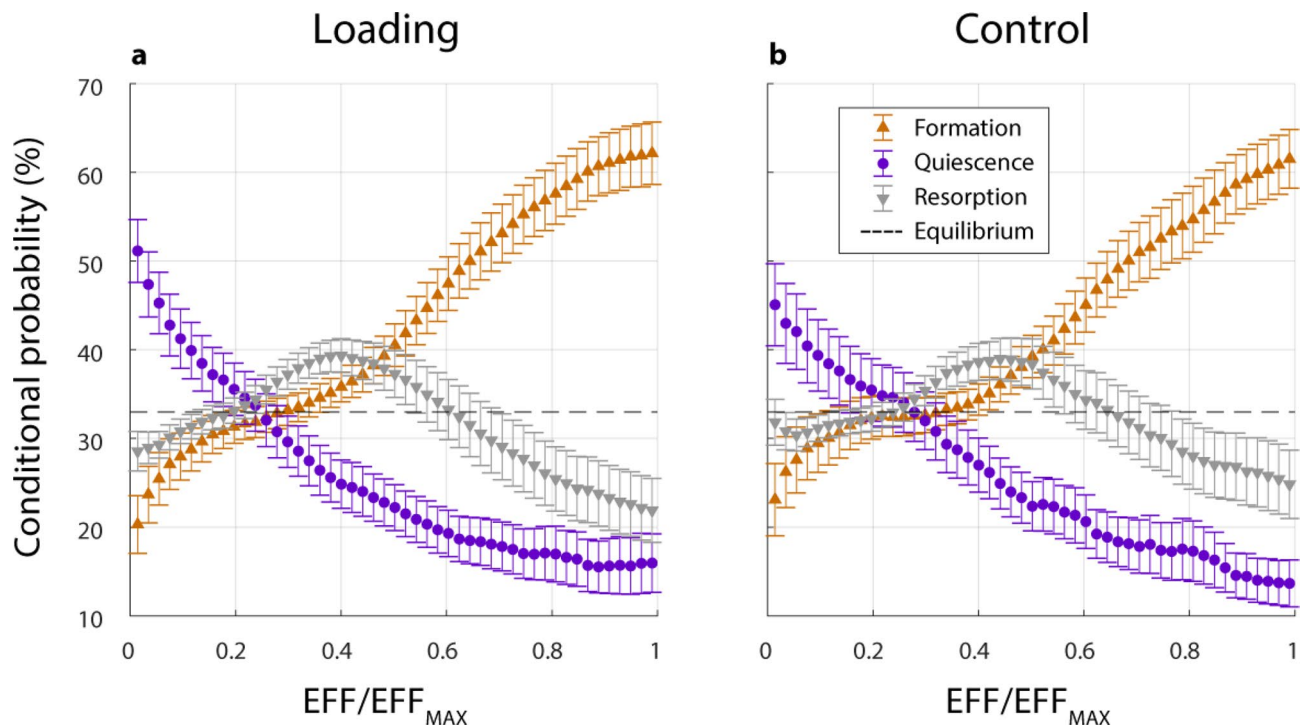 Loading
Control
a
b
Conditional probability (%)
70
60
50
40
30
20
10
0
0.2
0.4
0.6
0.8
1
EFF/EFF_MAX
Formation
Quiescence
Resorption
Equilibrium
0
0.2
0.4
0.6
0.8
1
EFF/EFF_MAX